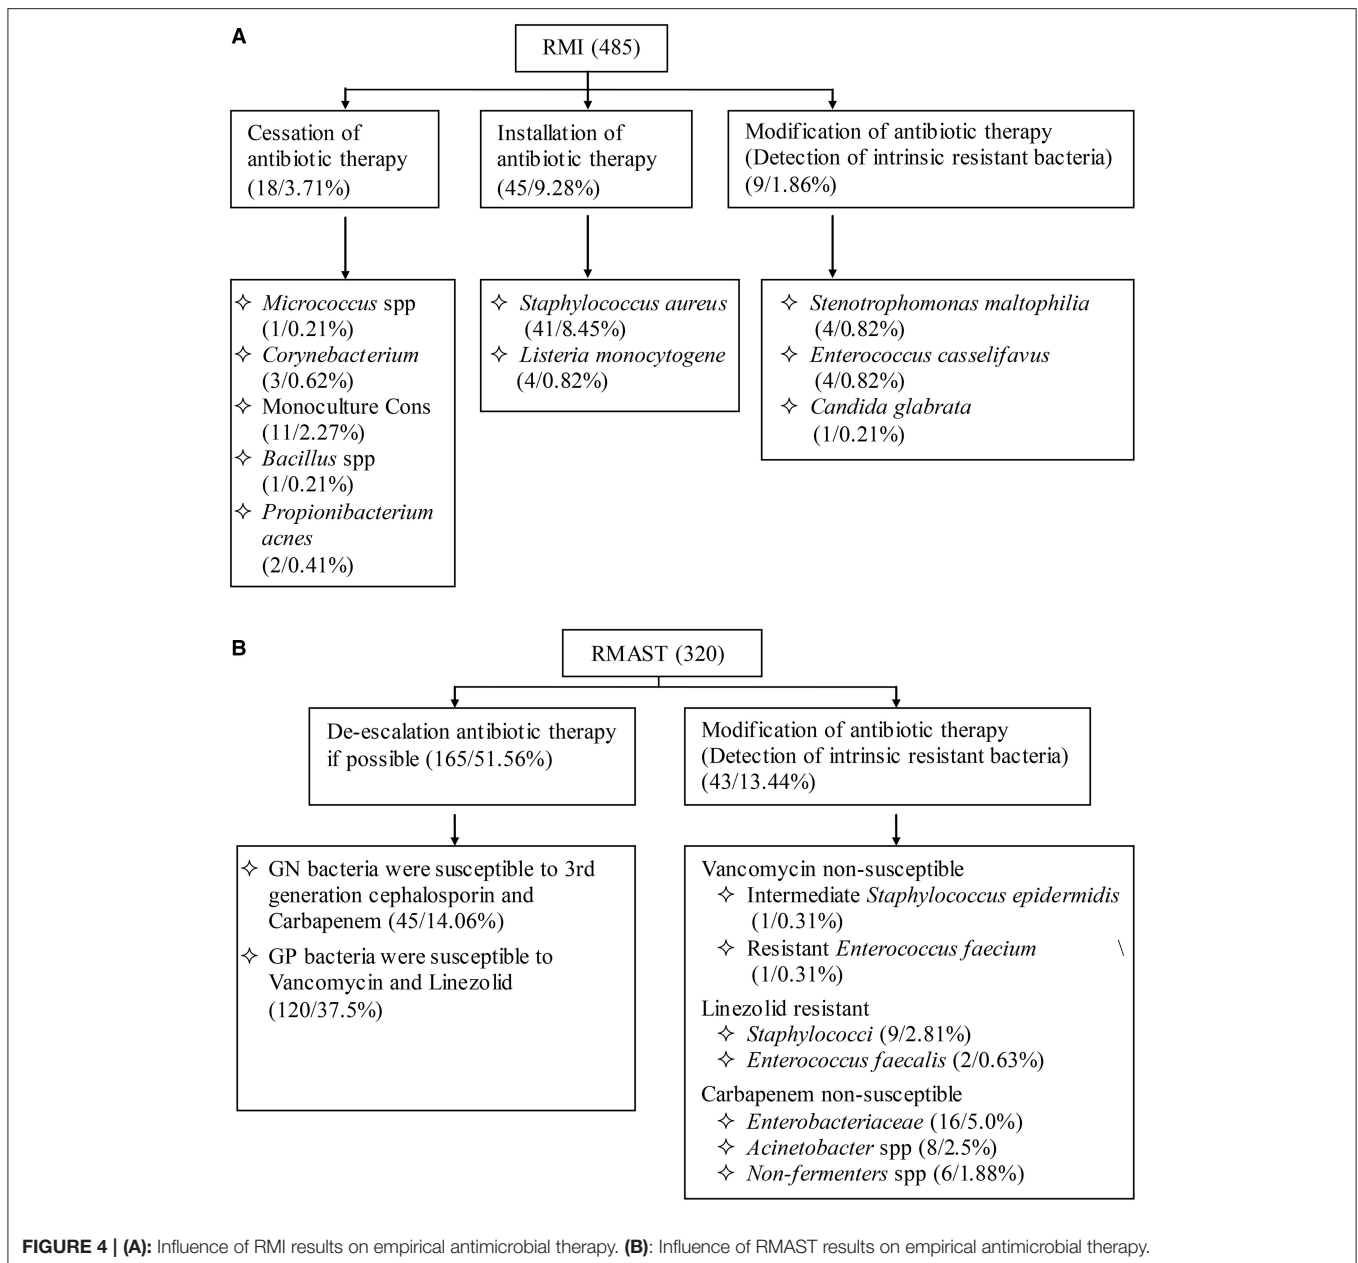 A
RMI (485)
Cessation of
antibiotic therapy
(18/3.71%)
Installation of
antibiotic therapy
(45/9.28%)
Modification of antibiotic therapy
(Detection of intrinsic resistant bacteria)
(9/1.86%)
✧ Micrococcus spp
(1/0.21%)
✧ Corynebacterium
(3/0.62%)
✧ Monoculture Cons
(11/2.27%)
✧ Bacillus spp
(1/0.21%)
✧ Propionibacterium
acnes
(2/0.41%)
✧ Staphylococcus aureus
(41/8.45%)
✧ Listeria monocytogene
(4/0.82%)
✧ Stenotrophomonas maltophilia
(4/0.82%)
✧ Enterococcus casselifavus
(4/0.82%)
✧ Candida glabrata
(1/0.21%)
B
RMAST (320)
De-escalation antibiotic therapy
if possible (165/51.56%)
Modification of antibiotic therapy
(Detection of intrinsic resistant bacteria)
(43/13.44%)
✧ GN bacteria were susceptible to 3rd
generation cephalosporin and
Carbapenem (45/14.06%)
✧ GP bacteria were susceptible to
Vancomycin and Linezolid
(120/37.5%)
Vancomycin non-susceptible
✧ Intermediate Staphylococcus epidermidis
(1/0.31%)
✧ Resistant Enterococcus faecium \
(1/0.31%)
Linezolid resistant
✧ Staphylococci (9/2.81%)
✧ Enterococcus faecalis (2/0.63%)
Carbapenem non-susceptible
✧ Enterobacteriaceae (16/5.0%)
✧ Acinetobacter spp (8/2.5%)
✧ Non-fermenters spp (6/1.88%)
FIGURE 4 | (A): Influence of RMI results on empirical antimicrobial therapy. (B): Influence of RMAST results on empirical antimicrobial therapy.